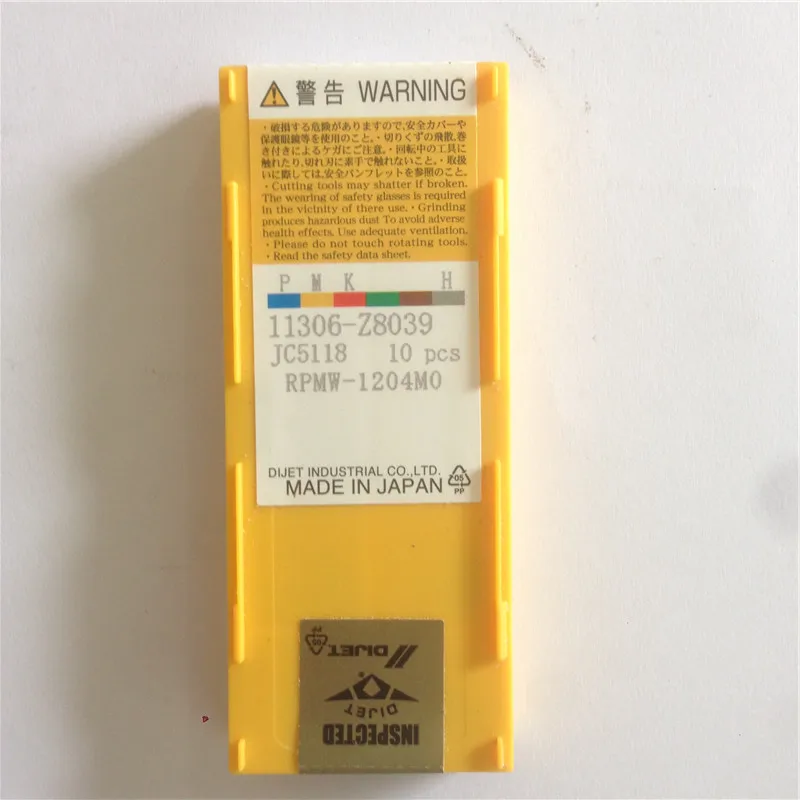 警告 WARNING
・破損する危険がありますので,安全カバーや
保護眼鏡等を使用のこと。・切りくずの飛散,巻
き付きによるケガにご注意。・回転中の工具に
触れたり,切れ刃に素手で触れないこと。・取扱
いに際しては,安全パンフレットを参照のこと。
・Cutting tools may shatter if broken.
The wearing of safety glasses is required
in the vicinity of there use.・Grinding
produces hazardous dust To avoid adverse
health effects. Use adequate ventilation.
・Please do not touch rotating tools.
・Read the safety data sheet.
P M K H
11306-Z8039
JC5118 10 pcs
RPMW-1204M0
DIJET INDUSTRIAL CO.,LTD.
MADE IN JAPAN
05
PP
05
PP
DIJET
DIJET
INSPECTED